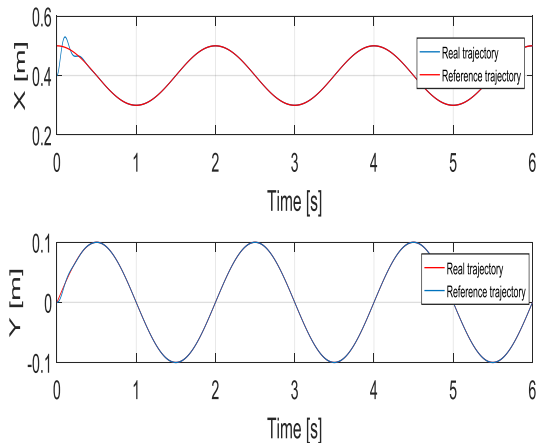 0.6
X [m]
0.4
0.2
Real trajectory
Reference trajectory
0 1 2 3 4 5 6
Time [s]
0.1
Y [m]
0
-0.1
Real trajectory
Reference trajectory
0 1 2 3 4 5 6
Time [s]